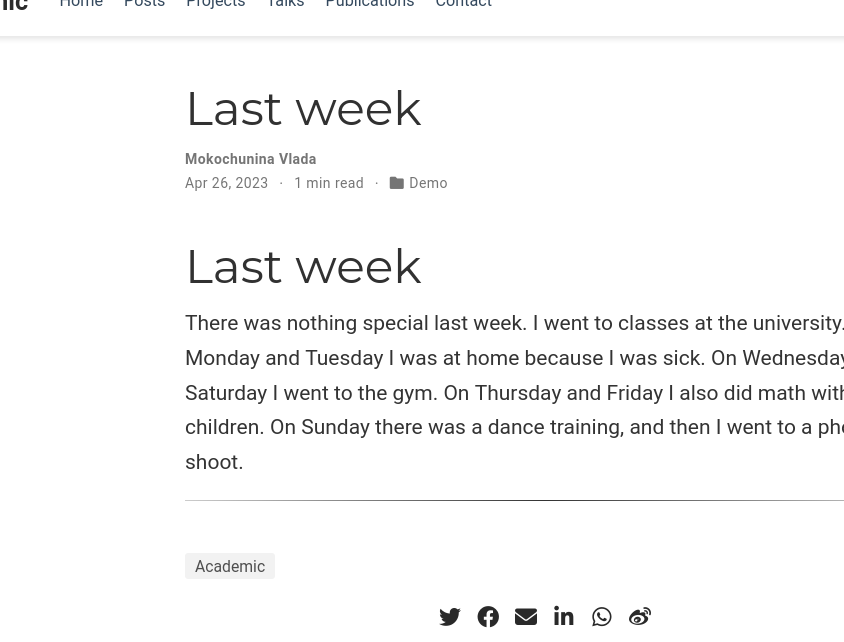 Home Posts Projects Talks Publications Contact
Last week
Mokochunina Vlada
Apr 26, 2023 · 1 min read · Demo
Last week
There was nothing special last week. I went to classes at the university.
Monday and Tuesday I was at home because I was sick. On Wednesday
Saturday I went to the gym. On Thursday and Friday I also did math with
children. On Sunday there was a dance training, and then I went to a
shoot.
Academic